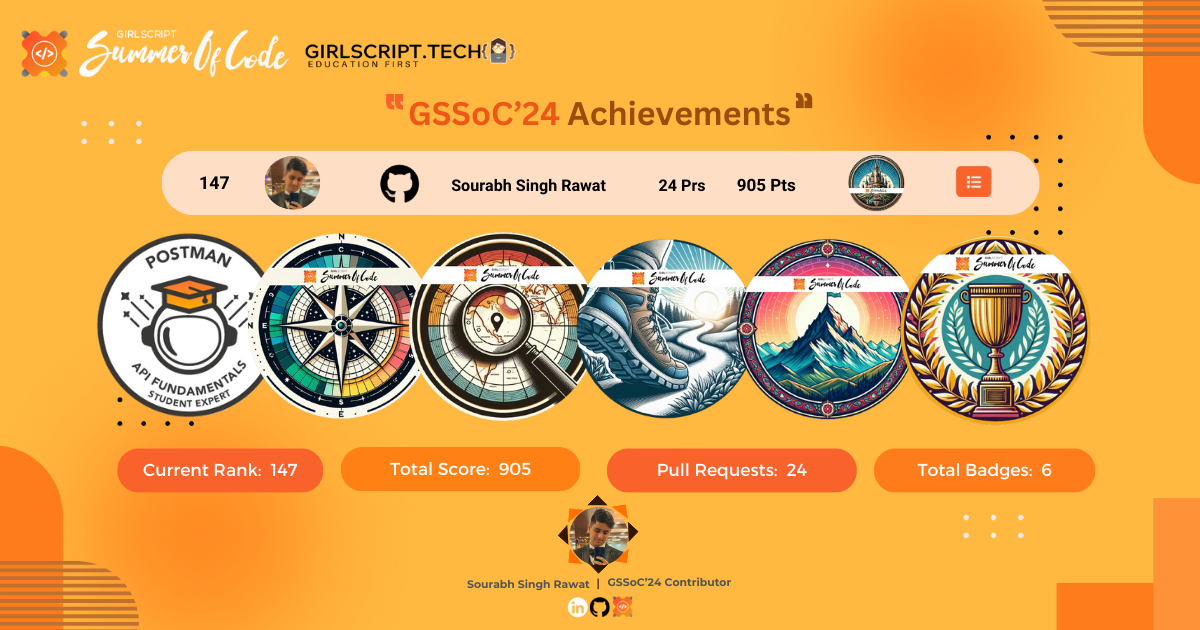 GIRLSCRIPT
Summer Of Code
GIRLSCRIPT.TECH
EDUCATION FIRST
"GSSoC'24 Achievements"
147 Sourabh Singh Rawat 24 Prs 905 Pts
POSTMAN
API FUNDAMENTALS
STUDENT EXPERT
Summer Of Code
Summer Of Code
Summer Of Code
Summer Of Code
Summer Of Code
Current Rank: 147
Total Score: 905
Pull Requests: 24
Total Badges: 6
Sourabh Singh Rawat | GSSoC'24 Contributor
in